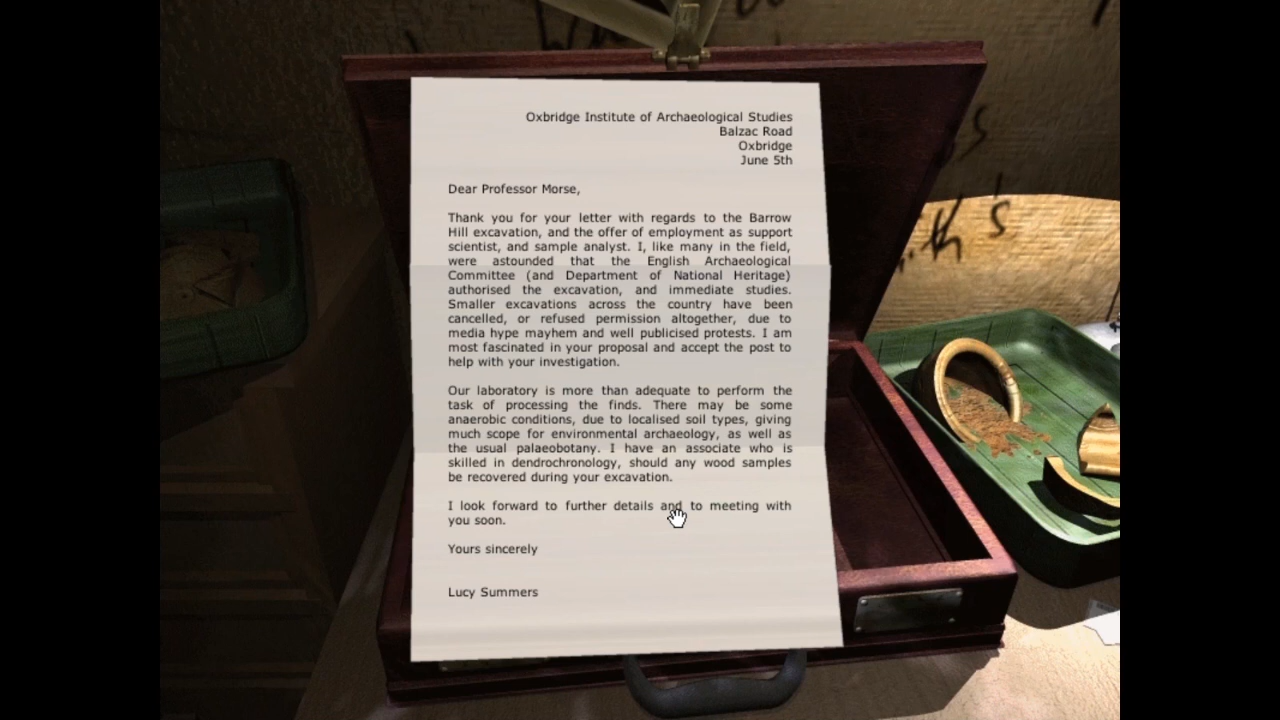 Oxbridge Institute of Archaeological Studies
Balzac Road
Oxbridge
June 5th
Dear Professor Morse,
Thank you for your letter with regards to the Barrow
Hill excavation, and the offer of employment as support
scientist, and sample analyst. I, like many in the field,
were astounded that the English Archaeological
Committee (and Department of National Heritage)
authorised the excavation, and immediate studies.
Smaller excavations across the country have been
cancelled, or refused permission altogether, due to
media hype mayhem and well publicised protests. I am
most fascinated in your proposal and accept the post to
help with your investigation.
Our laboratory is more than adequate to perform the
task of processing the finds. There may be some
anaerobic conditions, due to localised soil types, giving
much scope for environmental archaeology, as well as
the usual palaeobotany. I have an associate who is
skilled in dendrochronology, should any wood samples
be recovered during your excavation.
I look forward to further details and to meeting with
you soon.
Yours sincerely
Lucy Summers